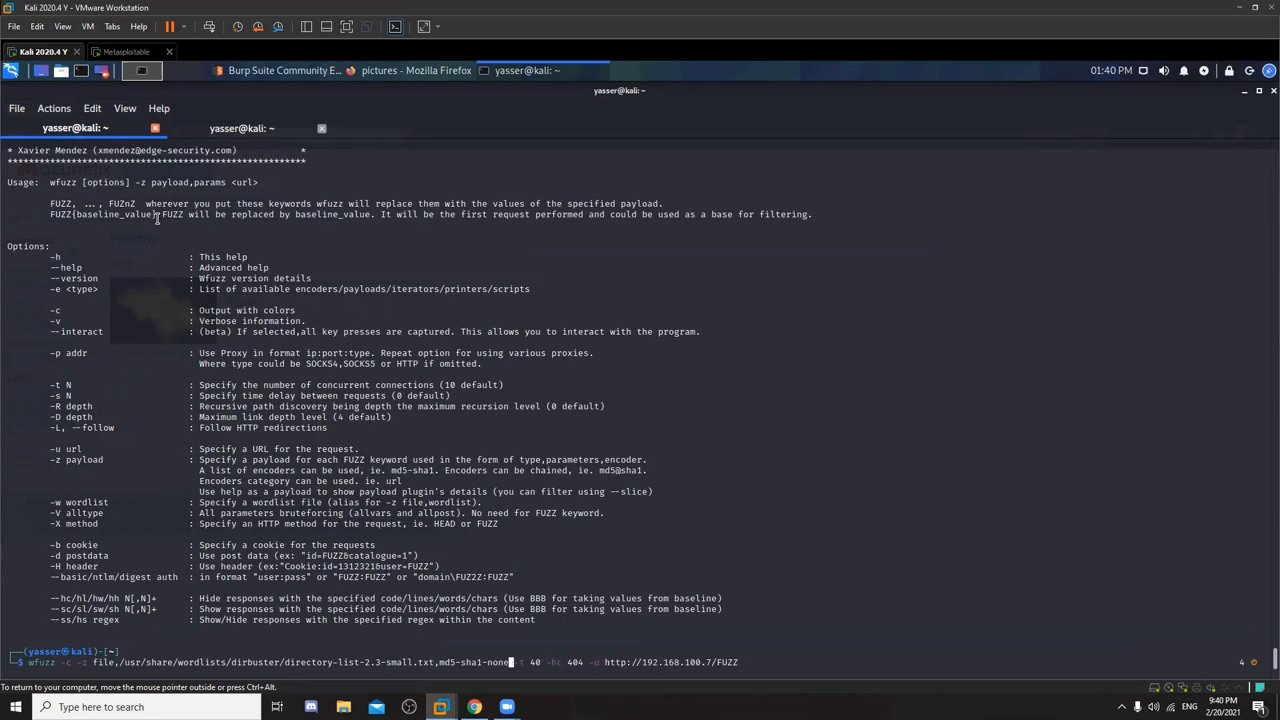 Kali 2020.4 Y - VMware Workstation
File Edit View VM Tabs Help
Kali 2020.4 Y Metasploitable
Burp Suite Community E... pictures - Mozilla Firefox yasser@kali: ~ 01:40 PM
yasser@kali: ~
File Actions Edit View Help
yasser@kali: ~ yasser@kali: ~
* Xavier Mendez (xmendez@edge-security.com) *
********************************************************
Usage: wfuzz [options] -z payload,params <url>
FUZZ, ..., FUZnZ wherever you put these keywords wfuzz will replace them with the values of the specified payload.
FUZZ{baseline_value} FUZZ will be replaced by baseline_value. It will be the first request performed and could be used as a base for filtering.
Options:
-h : This help
--help : Advanced help
--version : Wfuzz version details
-e <type> : List of available encoders/payloads/iterators/printers/scripts
-c : Output with colors
-v : Verbose information.
--interact : (beta) If selected,all key presses are captured. This allows you to interact with the program.
-p addr : Use Proxy in format ip:port:type. Repeat option for using various proxies.
Where type could be SOCKS4,SOCKS5 or HTTP if omitted.
-t N : Specify the number of concurrent connections (10 default)
-s N : Specify time delay between requests (0 default)
-R depth : Recursive path discovery being depth the maximum recursion level (0 default)
-D depth : Maximum link depth level (4 default)
-L, --follow : Follow HTTP redirections
-u url : Specify a URL for the request.
-z payload : Specify a payload for each FUZZ keyword used in the form of type,parameters,encoder.
A list of encoders can be used, ie. md5-sha1. Encoders can be chained, ie. md5@sha1.
Encoders category can be used. ie. url
Use help as a payload to show payload plugin's details (you can filter using --slice)
-w wordlist : Specify a wordlist file (alias for -z file,wordlist).
-V alltype : All parameters bruteforcing (allvars and allpost). No need for FUZZ keyword.
-X method : Specify an HTTP method for the request, ie. HEAD or FUZZ
-b cookie : Specify a cookie for the requests
-d postdata : Use post data (ex: "id=FUZZ&catalogue=1")
-H header : Use header (ex:"Cookie:id=1312321&user=FUZZ")
--basic/ntlm/digest auth : in format "user:pass" or "FUZZ:FUZZ" or "domain\FUZ2Z:FUZZ"
--hc/hl/hw/hh N[,N]+ : Hide responses with the specified code/lines/words/chars (Use BBB for taking values from baseline)
--sc/sl/sw/sh N[,N]+ : Show responses with the specified code/lines/words/chars (Use BBB for taking values from baseline)
--ss/hs regex : Show/Hide responses with the specified regex within the content
(yasser㉿kali)-[~]
$ wfuzz -c -z file,/usr/share/wordlists/dirbuster/directory-list-2.3-small.txt,md5-sha1-none -t 40 -hc 404 -u http://192.168.100.7/FUZZ 4
To return to your computer, move the mouse pointer outside or press Ctrl+Alt.
Type here to search ENG 9:40 PM
2/20/2021